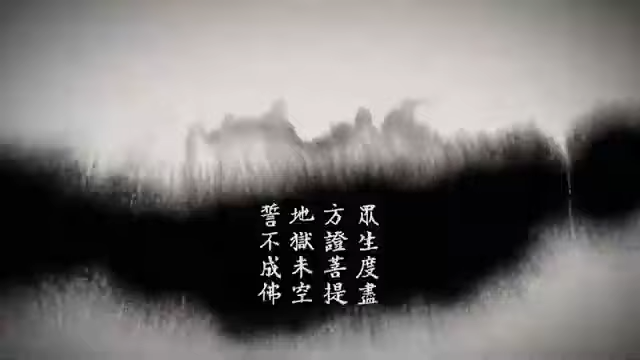 眾生度盡
方證菩提
地獄未空
誓不成佛